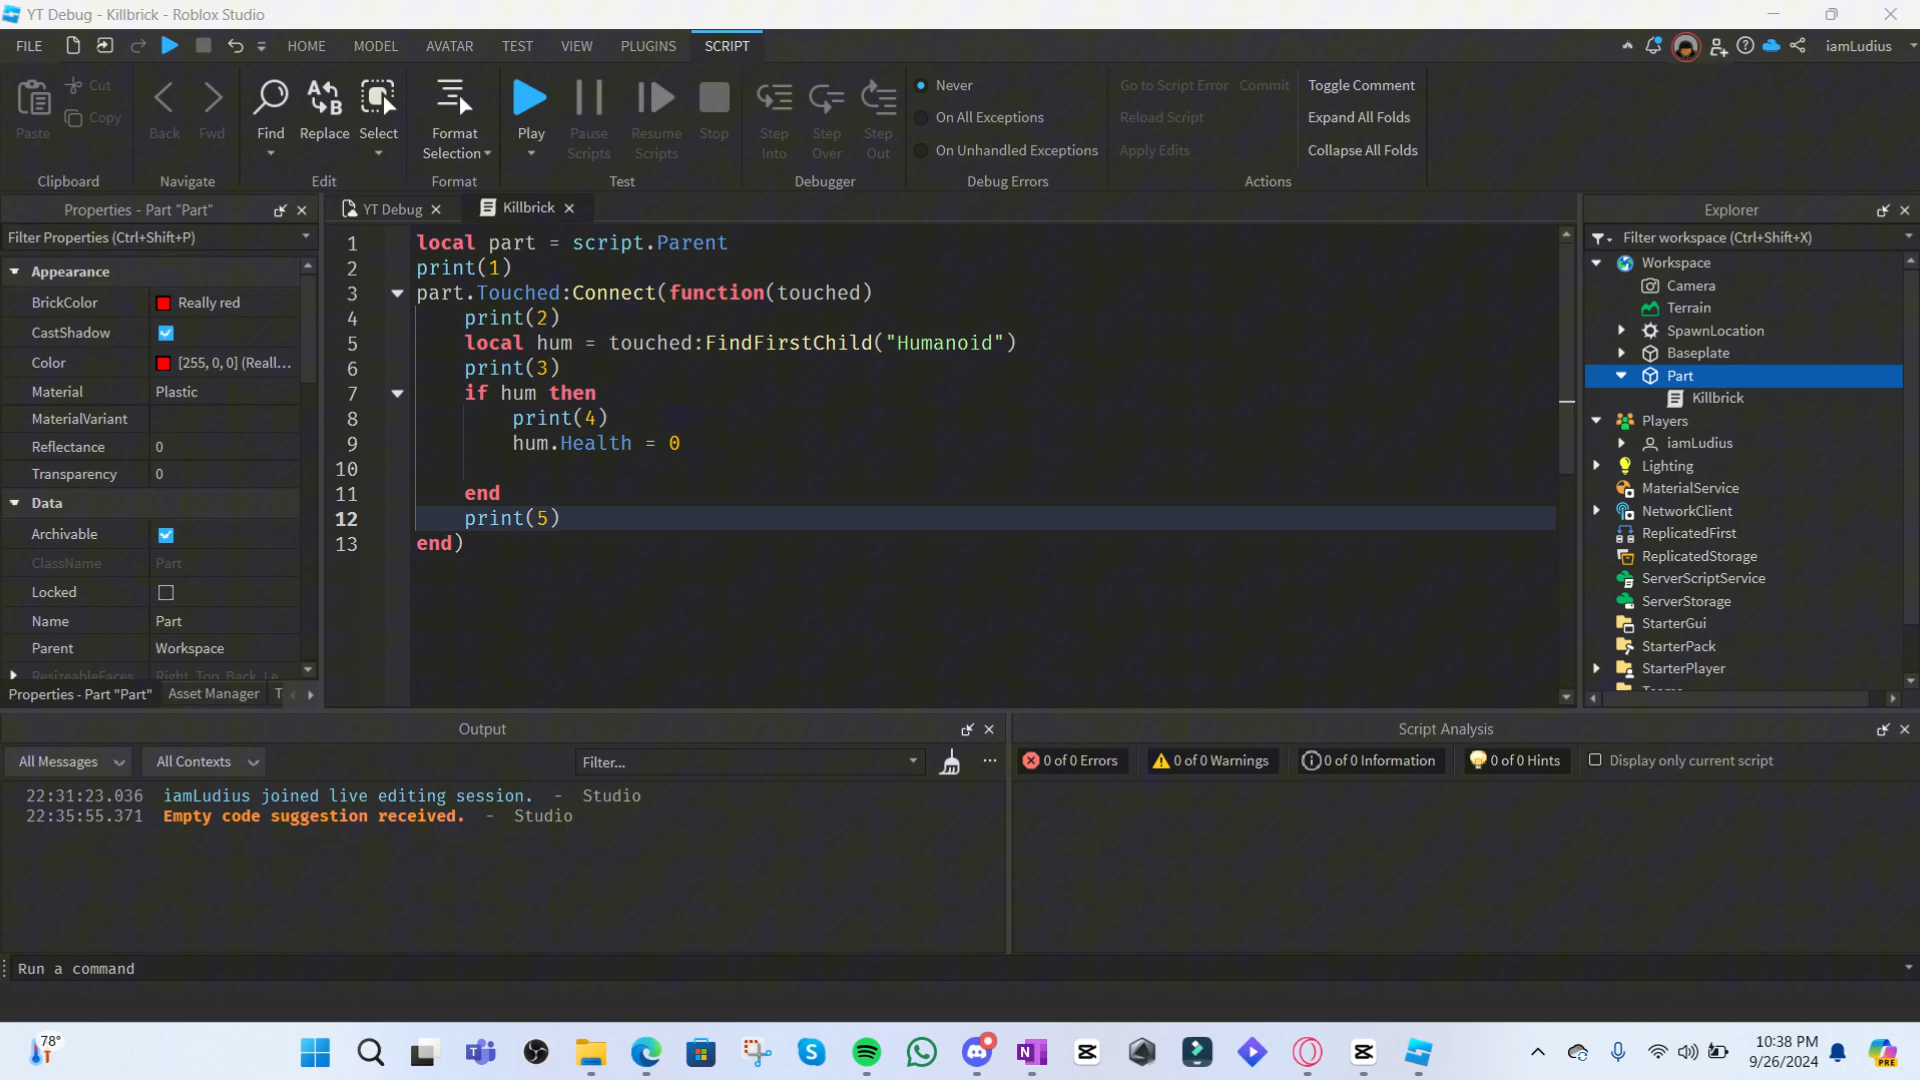 YT Debug - Killbrick - Roblox Studio
FILE HOME MODEL AVATAR TEST VIEW PLUGINS SCRIPT iamLudius
Paste Cut Copy
Back Fwd
Find Replace Select
Format Selection
Play Pause Scripts Resume Scripts Stop
Step Into Step Over Step Out
Never
On All Exceptions
On Unhandled Exceptions
Go to Script Error Commit
Reload Script
Apply Edits
Toggle Comment
Expand All Folds
Collapse All Folds
Clipboard Navigate Edit Format Test Debugger Debug Errors Actions
Properties - Part "Part"
Filter Properties (Ctrl+Shift+P)
Appearance
BrickColor Really red
CastShadow
Color [255, 0, 0] (Reall...
Material Plastic
MaterialVariant
Reflectance 0
Transparency 0
Data
Archivable
ClassName Part
Locked
Name Part
Parent Workspace
ResizeableFaces Right, Top, Back, Le
Properties - Part "Part" Asset Manager T
YT Debug Killbrick
1 local part = script.Parent
2 print(1)
3 part.Touched:Connect(function(touched)
4 print(2)
5 local hum = touched:FindFirstChild("Humanoid")
6 print(3)
7 if hum then
8 print(4)
9 hum.Health = 0
10
11 end
12 print(5)
13 end)
Explorer
Filter workspace (Ctrl+Shift+X)
Workspace
Camera
Terrain
SpawnLocation
Baseplate
Part
Killbrick
Players
iamLudius
Lighting
MaterialService
NetworkClient
ReplicatedFirst
ReplicatedStorage
ServerScriptService
ServerStorage
StarterGui
StarterPack
StarterPlayer
Teams
Output
All Messages All Contexts Filter...
22:31:23.036 iamLudius joined live editing session. - Studio
22:35:55.371 Empty code suggestion received. - Studio
Script Analysis
0 of 0 Errors 0 of 0 Warnings 0 of 0 Information 0 of 0 Hints Display only current script
Run a command
78°
10:38 PM
9/26/2024
PRE